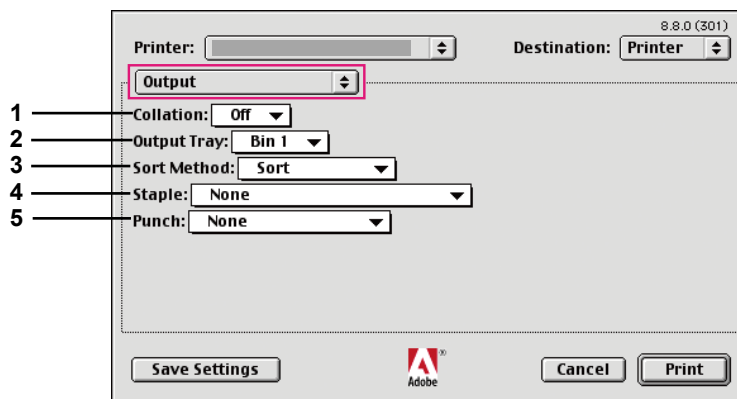 8.8.0 (301)
Printer: Destination: Printer
Output
1 Collation: Off
2 Output Tray: Bin 1
3 Sort Method: Sort
4 Staple: None
5 Punch: None
Save Settings Adobe® Cancel Print